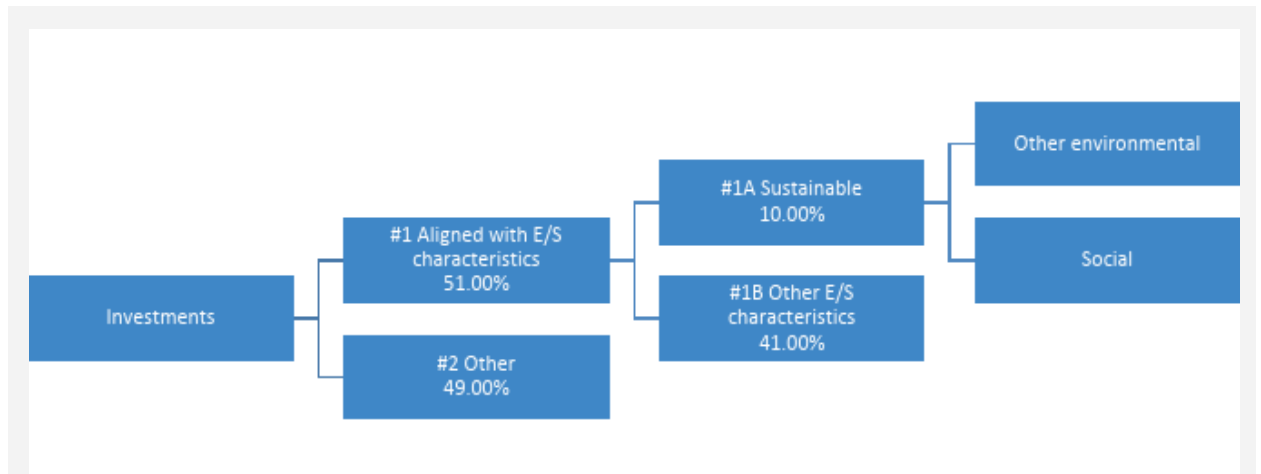 Investments
#1 Aligned with E/S
characteristics
51.00%
#2 Other
49.00%
#1A Sustainable
10.00%
#1B Other E/S
characteristics
41.00%
Other environmental
Social